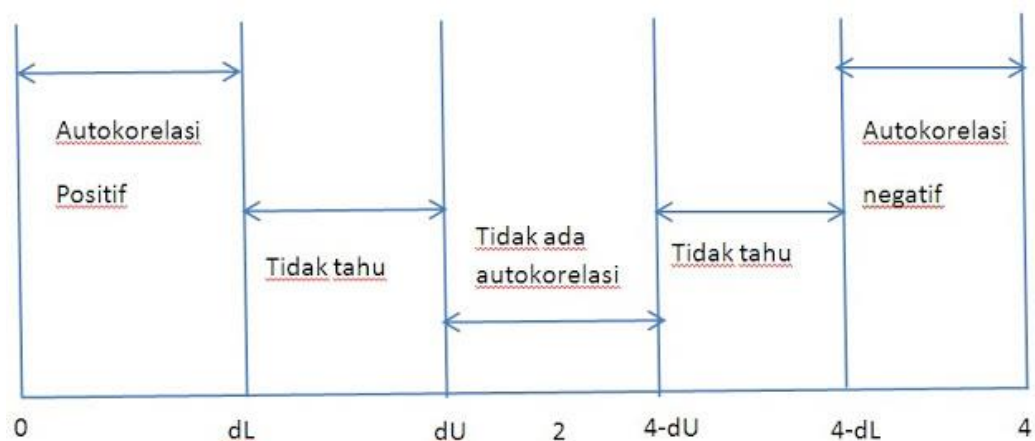 Autokorelasi
Positif
Tidak tahu
Tidak ada
autokorelasi
Tidak tahu
Autokorelasi
negatif
0 dL dU 2 4-dU 4-dL 4